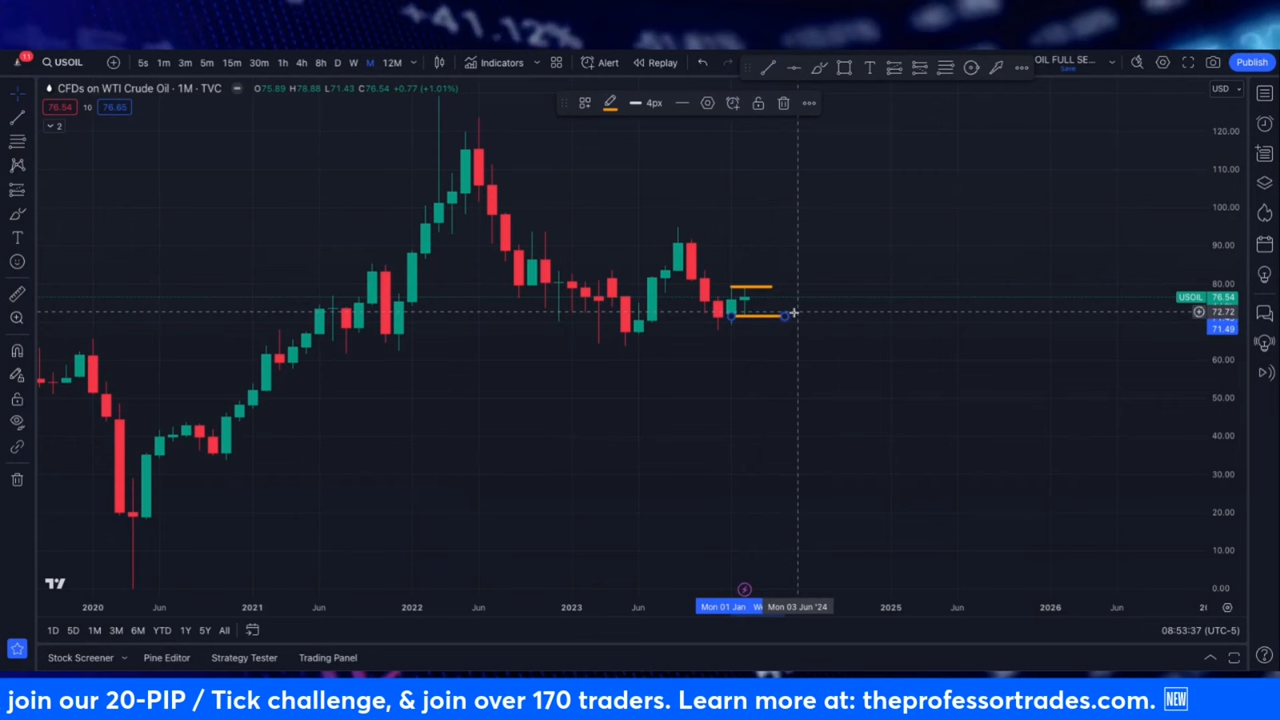 +41.12%
11
USOIL
5s 1m 3m 5m 15m 30m 1h 4h 8h D W M 12M
Indicators
Alert
Replay
OIL FULL SE...
Save
Publish
CFDs on WTI Crude Oil · 1M · TVC
O75.89 H78.88 L71.43 C76.54 +0.77 (+1.01%)
USD
76.54 10 76.65
4px
2
120.00
110.00
100.00
90.00
80.00
USOIL 76.54
72.72
71.49
60.00
50.00
40.00
30.00
20.00
10.00
0.00
2020 Jun 2021 Jun 2022 Jun 2023 Jun Mon 01 Jan Mon 03 Jun '24 2025 Jun 2026 Jun
1D 5D 1M 3M 6M YTD 1Y 5Y All
08:53:37 (UTC-5)
Stock Screener Pine Editor Strategy Tester Trading Panel
join our 20-PIP / Tick challenge, & join over 170 traders. Learn more at: theprofessortrades.com. NEW